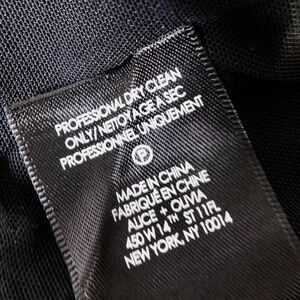 PROFESSIONAL DRY CLEAN
ONLY/NETTOYAGE A SEC
PROFESSIONNEL UNIQUEMENT
P
MADE IN CHINA
FABRIQUÉ EN CHINE
ALICE + OLIVIA
450 W 14TH ST 11FL
NEW YORK, NY 10014